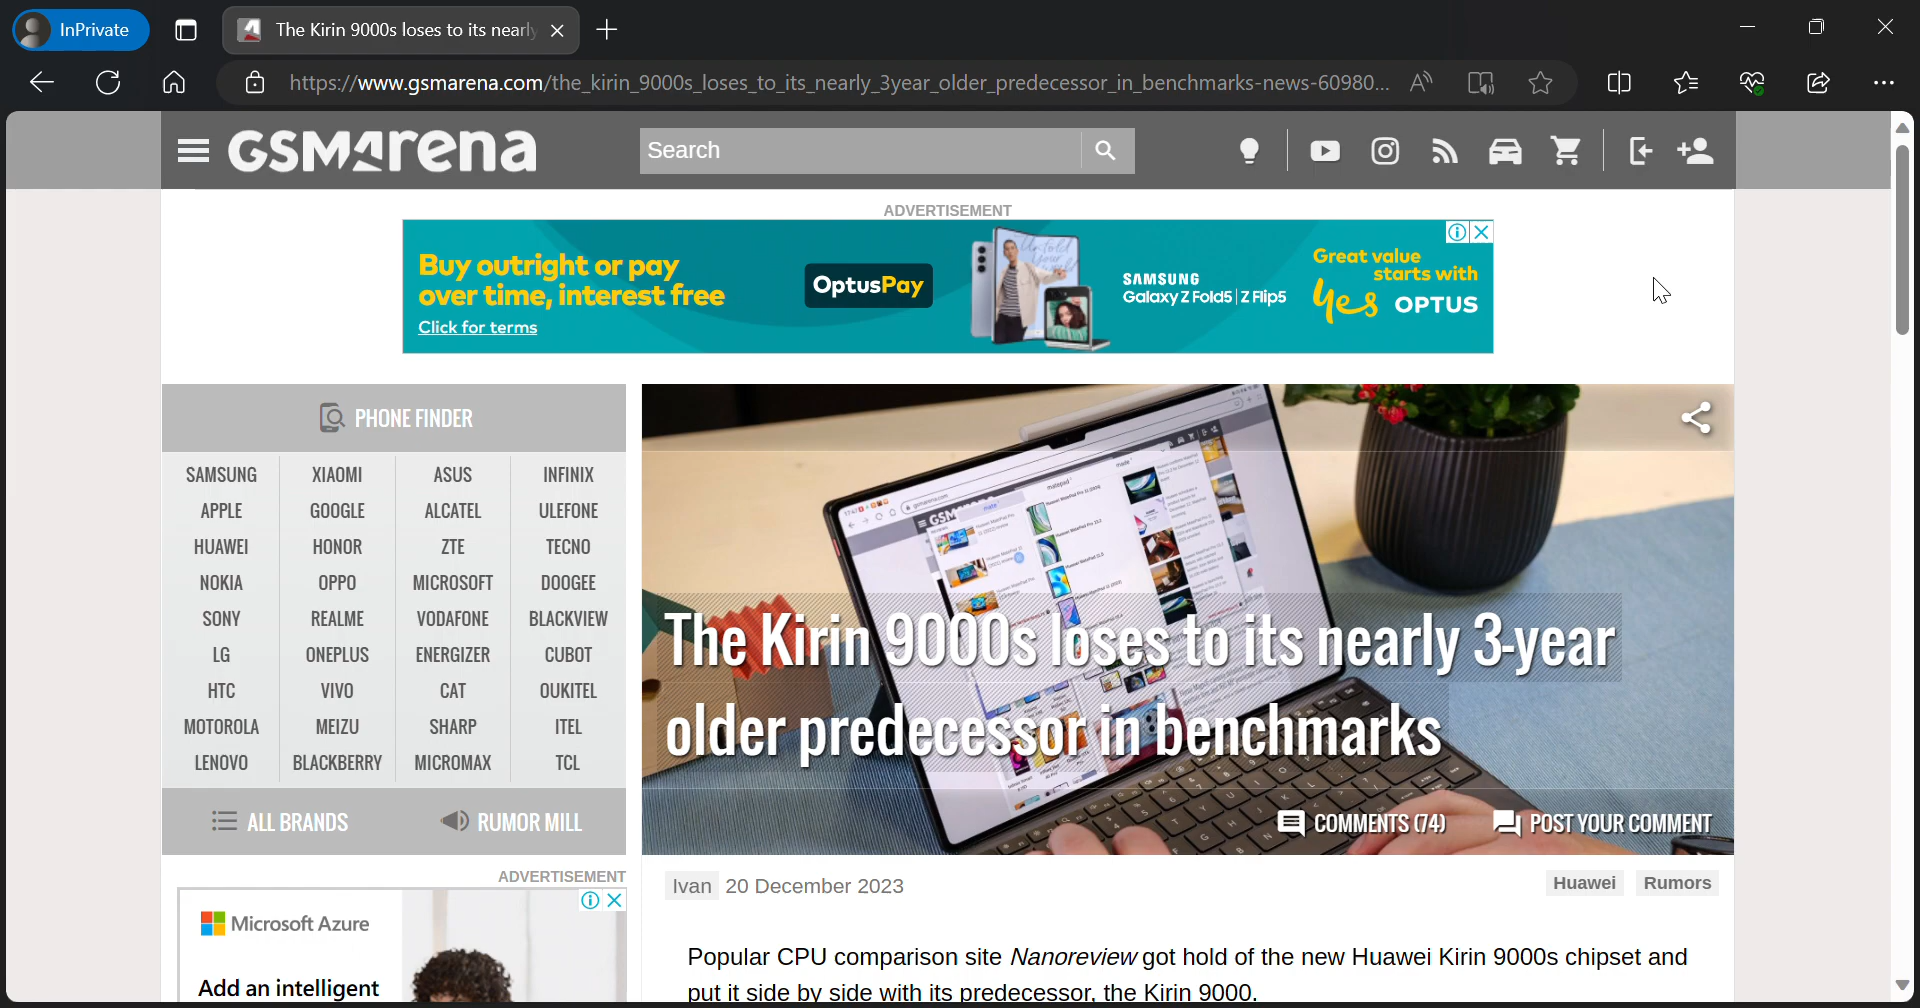 InPrivate
The Kirin 9000s loses to its nearly
https://www.gsmarena.com/the_kirin_9000s_loses_to_its_nearly_3year_older_predecessor_in_benchmarks-news-60980...
GSMArena
Search
ADVERTISEMENT
Buy outright or pay
over time, interest free
Click for terms
OptusPay
SAMSUNG
Galaxy Z Fold5 | Z Flip5
Great value
starts with
Yes OPTUS
PHONE FINDER
SAMSUNG XIAOMI ASUS INFINIX
APPLE GOOGLE ALCATEL ULEFONE
HUAWEI HONOR ZTE TECNO
NOKIA OPPO MICROSOFT DOOGEE
SONY REALME VODAFONE BLACKVIEW
LG ONEPLUS ENERGIZER CUBOT
HTC VIVO CAT OUKITEL
MOTOROLA MEIZU SHARP ITEL
LENOVO BLACKBERRY MICROMAX TCL
ALL BRANDS RUMOR MILL
The Kirin 9000s loses to its nearly 3-year
older predecessor in benchmarks
COMMENTS (74) POST YOUR COMMENT
ADVERTISEMENT
Microsoft Azure
Add an intelligent
Ivan 20 December 2023
Huawei Rumors
Popular CPU comparison site Nanoreview got hold of the new Huawei Kirin 9000s chipset and
put it side by side with its predecessor, the Kirin 9000.